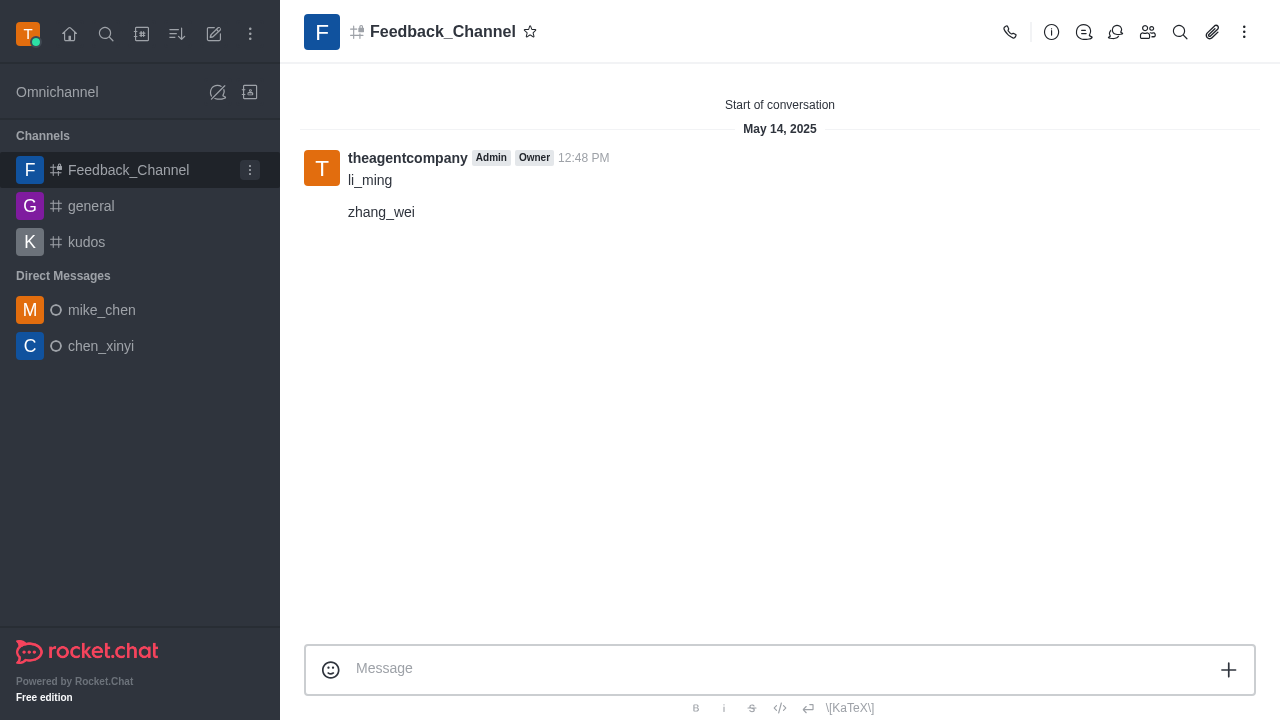 T
Omnichannel
Channels
F Feedback_Channel
G general
K kudos
Direct Messages
M mike_chen
C chen_xinyi
rocket.chat
Powered by Rocket.Chat
Free edition
F Feedback_Channel
Start of conversation
May 14, 2025
T theagentcompany Admin Owner 12:48 PM
li_ming
zhang_wei
Message
B i S \[KaTeX\]